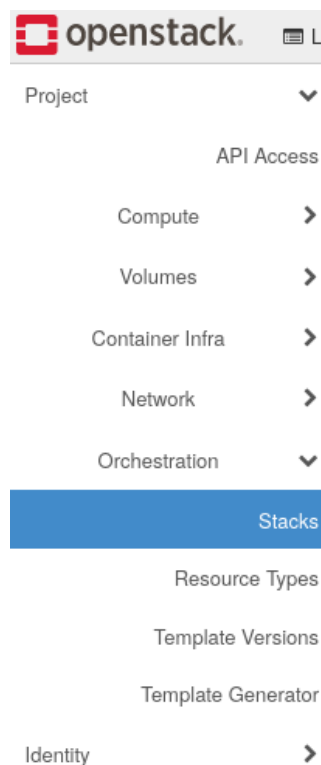 openstack.
Project
API Access
Compute
Volumes
Container Infra
Network
Orchestration
Stacks
Resource Types
Template Versions
Template Generator
Identity